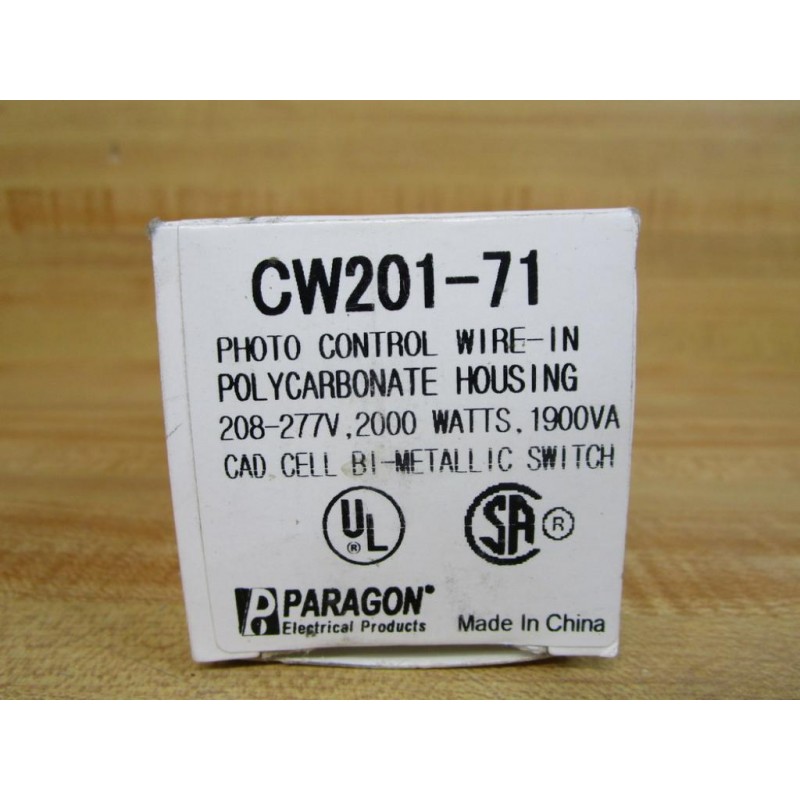 CW201-71
PHOTO CONTROL WIRE-IN
POLYCARBONATE HOUSING
208-277V,2000 WATTS,1900VA
CAD CELL BI-METALLIC SWITCH
UL ®
SA ®
P PARAGON®
Electrical Products
Made In China